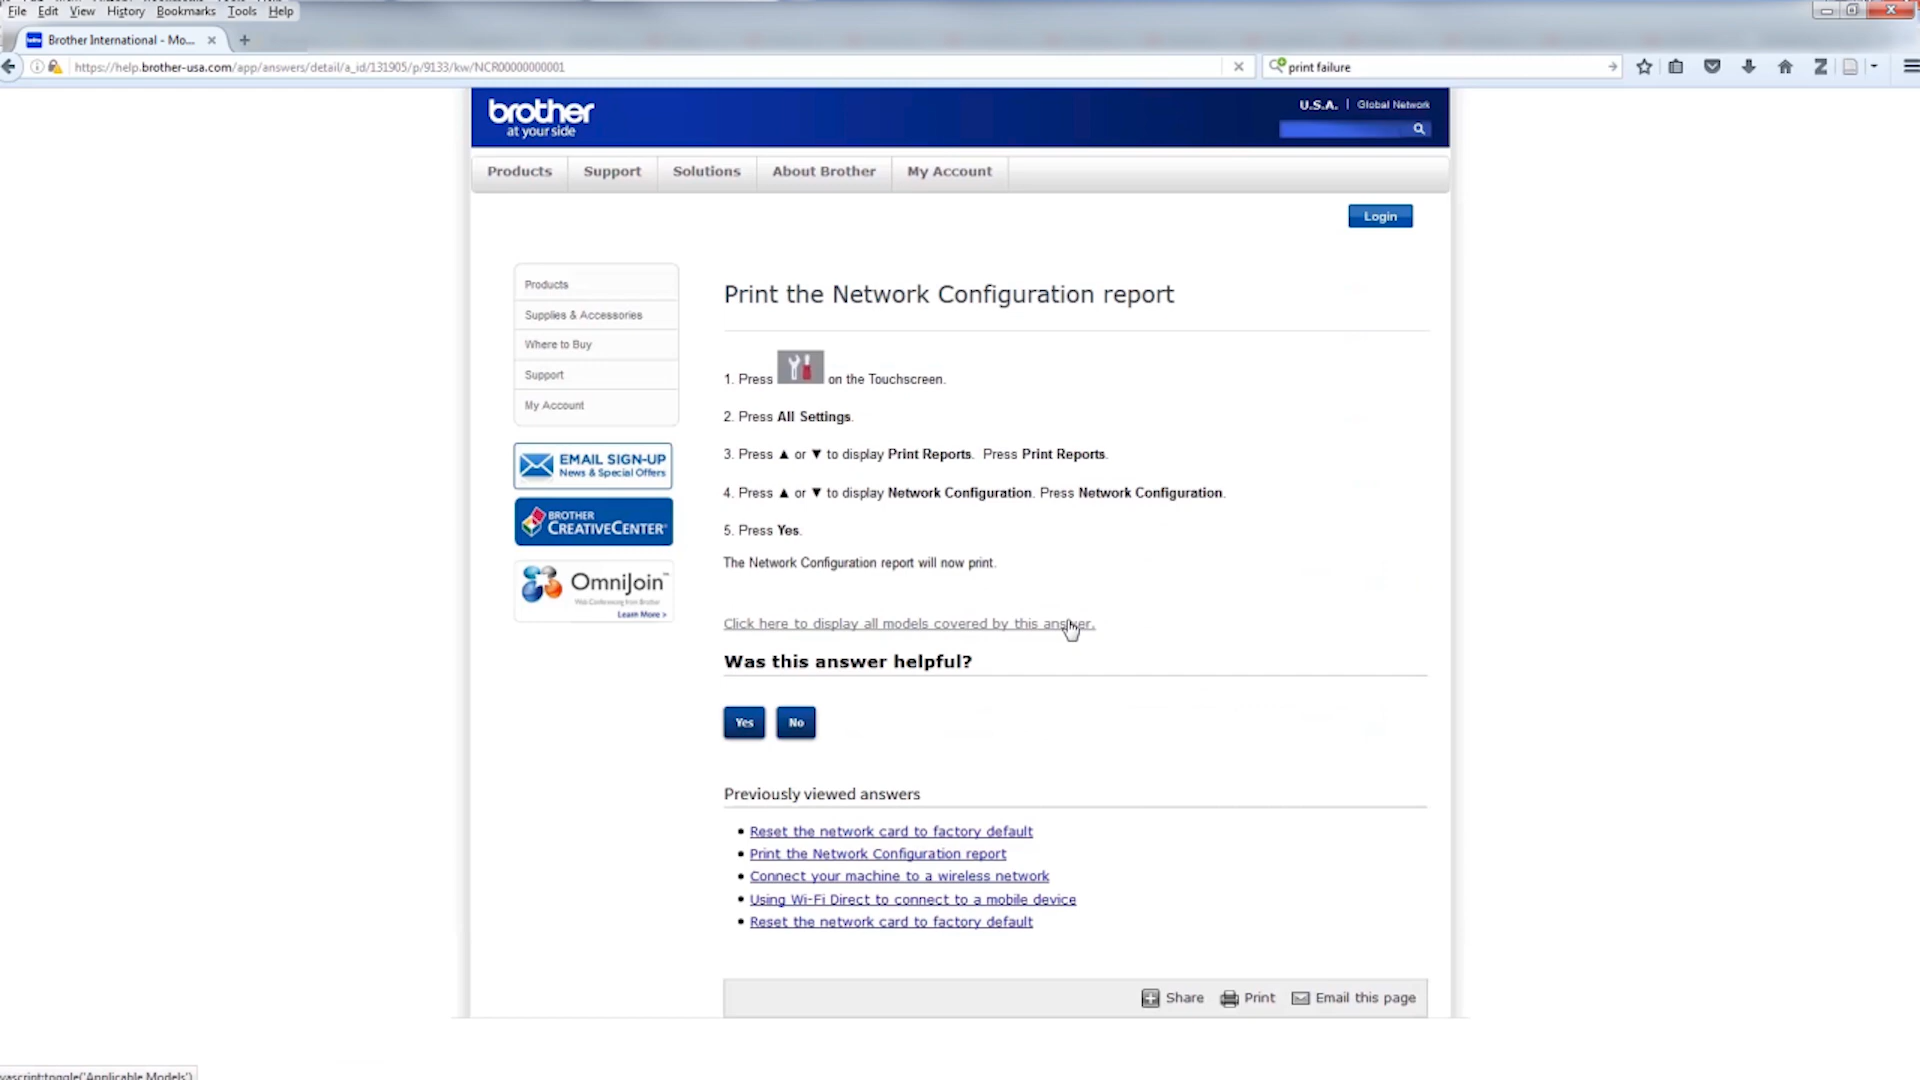 File Edit View History Bookmarks Tools Help
Brother International - Mo...
https://help.brother-usa.com/app/answers/detail/a_id/131905/p/9133/kw/NCR00000000001
print failure
brother
at your side
U.S.A. | Global Network
Products Support Solutions About Brother My Account
Login
Products
Supplies & Accessories
Where to Buy
Support
My Account
EMAIL SIGN-UP
News & Special Offers
BROTHER
CREATIVECENTER
OmniJoin™
Web Conferencing from Brother
Learn More >
Print the Network Configuration report
1. Press on the Touchscreen.
2. Press All Settings.
3. Press ▲ or ▼ to display Print Reports. Press Print Reports.
4. Press ▲ or ▼ to display Network Configuration. Press Network Configuration.
5. Press Yes.
The Network Configuration report will now print.
Click here to display all models covered by this answer.
Was this answer helpful?
Yes No
Previously viewed answers
• Reset the network card to factory default
• Print the Network Configuration report
• Connect your machine to a wireless network
• Using Wi-Fi Direct to connect to a mobile device
• Reset the network card to factory default
Share Print Email this page
vascript:toggle('Applicable Models')